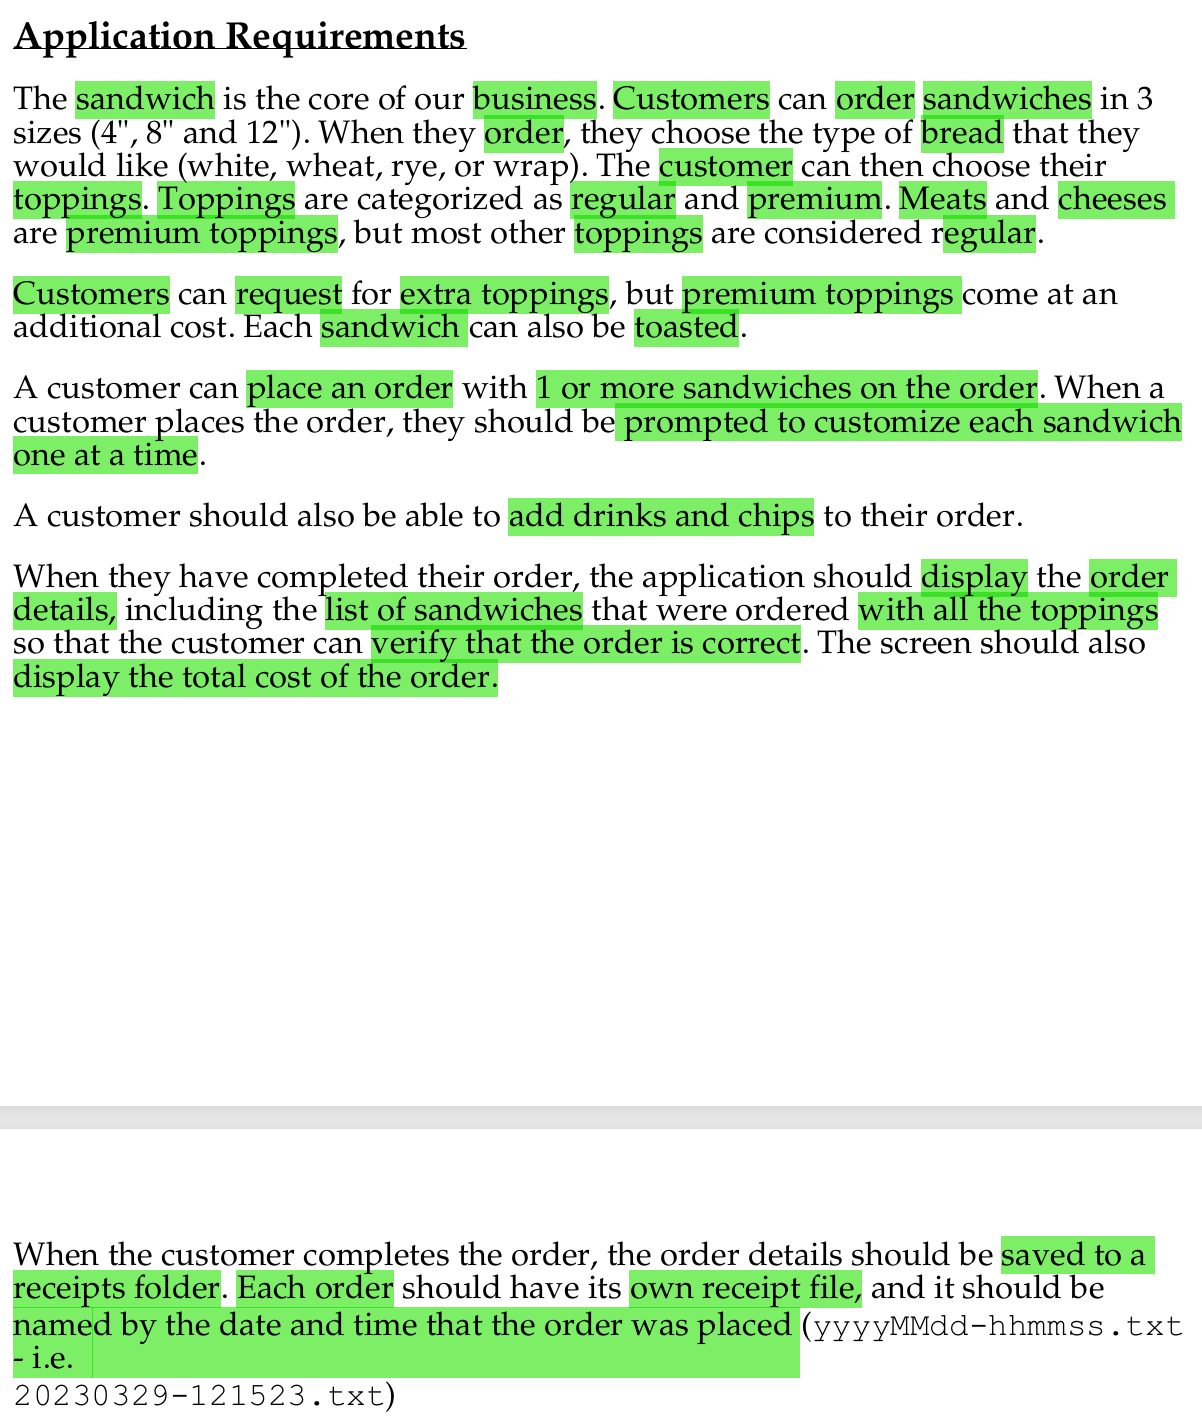 Application Requirements
The sandwich is the core of our business. Customers can order sandwiches in 3
sizes (4", 8" and 12"). When they order, they choose the type of bread that they
would like (white, wheat, rye, or wrap). The customer can then choose their
toppings. Toppings are categorized as regular and premium. Meats and cheeses
are premium toppings, but most other toppings are considered regular.
Customers can request for extra toppings, but premium toppings come at an
additional cost. Each sandwich can also be toasted.
A customer can place an order with 1 or more sandwiches on the order. When a
customer places the order, they should be prompted to customize each sandwich
one at a time.
A customer should also be able to add drinks and chips to their order.
When they have completed their order, the application should display the order
details, including the list of sandwiches that were ordered with all the toppings
so that the customer can verify that the order is correct. The screen should also
display the total cost of the order.
When the customer completes the order, the order details should be saved to a
receipts folder. Each order should have its own receipt file, and it should be
named by the date and time that the order was placed (yyyyMMdd-hhmmss.txt
- i.e.
20230329-121523.txt)